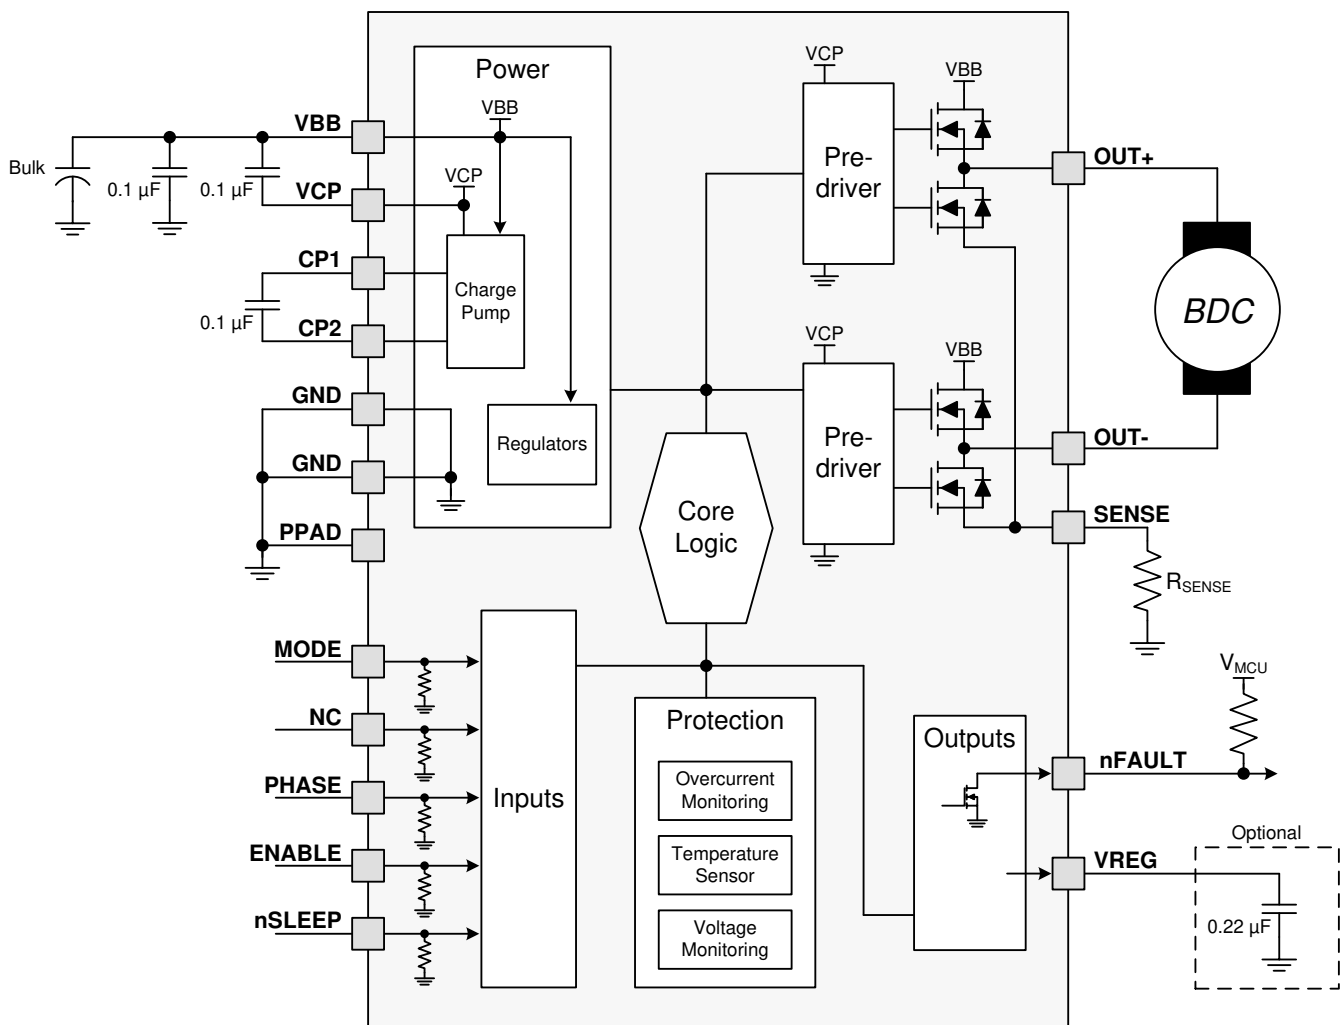 Power
VBB
VCP
Charge
Pump
Regulators
VBB
Bulk
0.1 µF
0.1 µF
VCP
CP1
0.1 µF
CP2
GND
GND
PPAD
VCP
Pre-
driver
VBB
OUT+
BDC
VCP
Pre-
driver
VBB
OUT-
SENSE
RSENSE
Core
Logic
MODE
NC
PHASE
ENABLE
nSLEEP
Inputs
Protection
Overcurrent
Monitoring
Temperature
Sensor
Voltage
Monitoring
Outputs
VMCU
nFAULT
VREG
Optional
0.22 µF